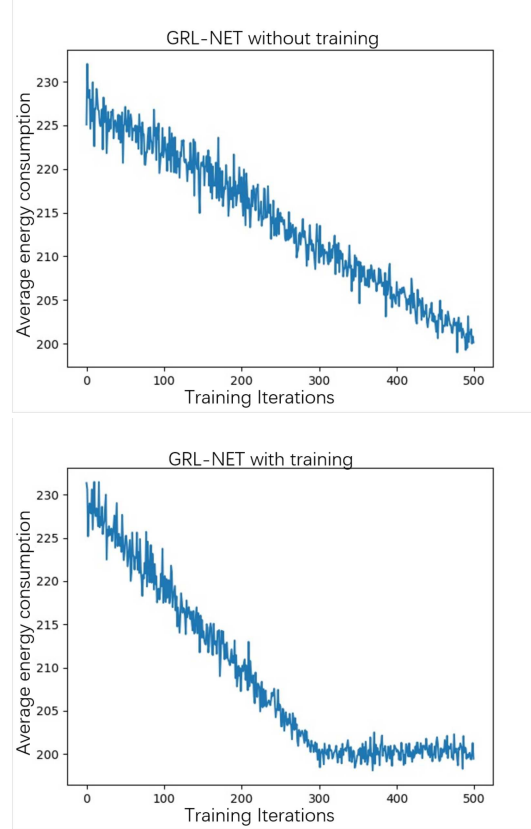 GRL-NET without training
Average energy consumption
230
225
220
215
210
205
200
0 100 200 300 400 500
Training Iterations
GRL-NET with training
Average energy consumption
230
225
220
215
210
205
200
0 100 200 300 400 500
Training Iterations